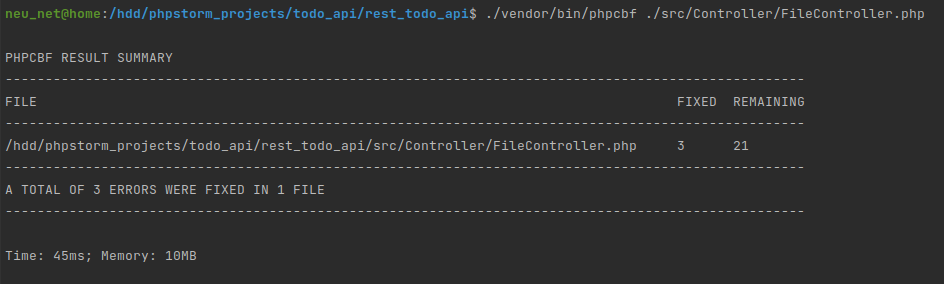 neu_net@home:/hdd/phpstorm_projects/todo_api/rest_todo_api$ ./vendor/bin/phpcbf ./src/Controller/FileController.php
PHPCBF RESULT SUMMARY
----------------------------------------------------------------------------------------------------
FILE                                                                                FIXED  REMAINING
----------------------------------------------------------------------------------------------------
/hdd/phpstorm_projects/todo_api/rest_todo_api/src/Controller/FileController.php     3      21
----------------------------------------------------------------------------------------------------
A TOTAL OF 3 ERRORS WERE FIXED IN 1 FILE
----------------------------------------------------------------------------------------------------
Time: 45ms; Memory: 10MB